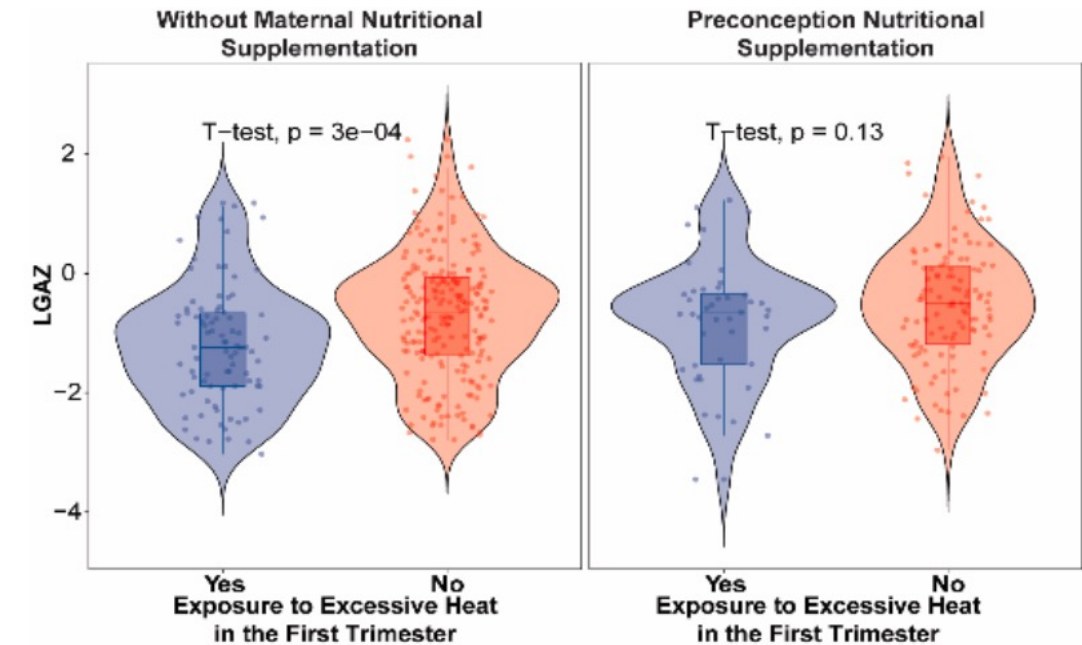 Without Maternal Nutritional
Supplementation
Preconception Nutritional
Supplementation
T-test, p = 3e-04
T-test, p = 0.13
LGAZ
2
0
−2
−4
Yes
No
Yes
No
Exposure to Excessive Heat
in the First Trimester
Exposure to Excessive Heat
in the First Trimester